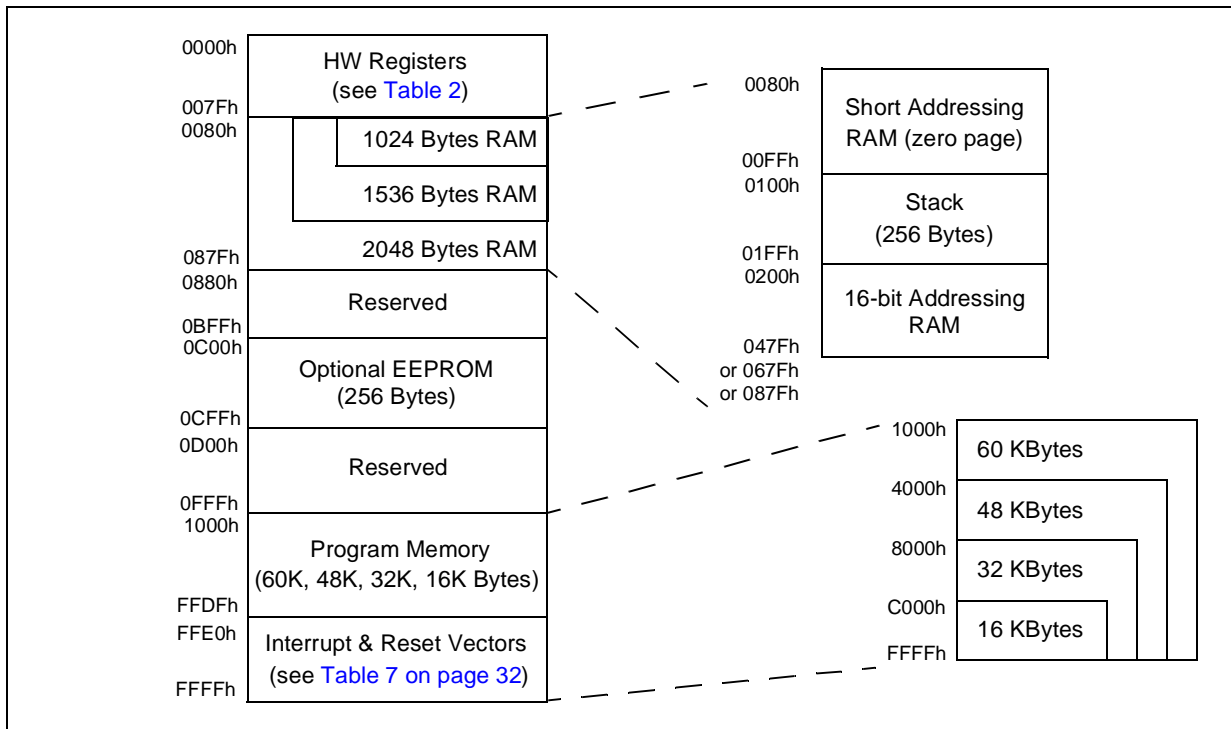 0000h
HW Registers
(see Table 2)
007Fh
0080h
1024 Bytes RAM
1536 Bytes RAM
2048 Bytes RAM
087Fh
0880h
Reserved
0BFFh
0C00h
Optional EEPROM
(256 Bytes)
0CFFh
0D00h
Reserved
0FFFh
1000h
Program Memory
(60K, 48K, 32K, 16K Bytes)
FFDFh
FFE0h
Interrupt & Reset Vectors
(see Table 7 on page 32)
FFFFh
0080h
Short Addressing
RAM (zero page)
00FFh
0100h
Stack
(256 Bytes)
01FFh
0200h
16-bit Addressing
RAM
047Fh
or 067Fh
or 087Fh
1000h
60 KBytes
4000h
48 KBytes
8000h
32 KBytes
C000h
16 KBytes
FFFFh